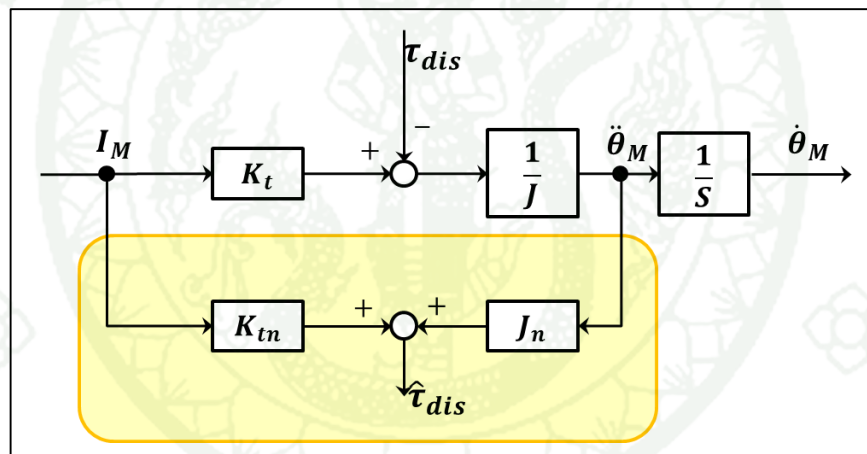 τ_dis
−
I_M
K_t
+
1/J
θ̈_M
1/S
θ̇_M
K_tn
+
+
J_n
τ̂_dis